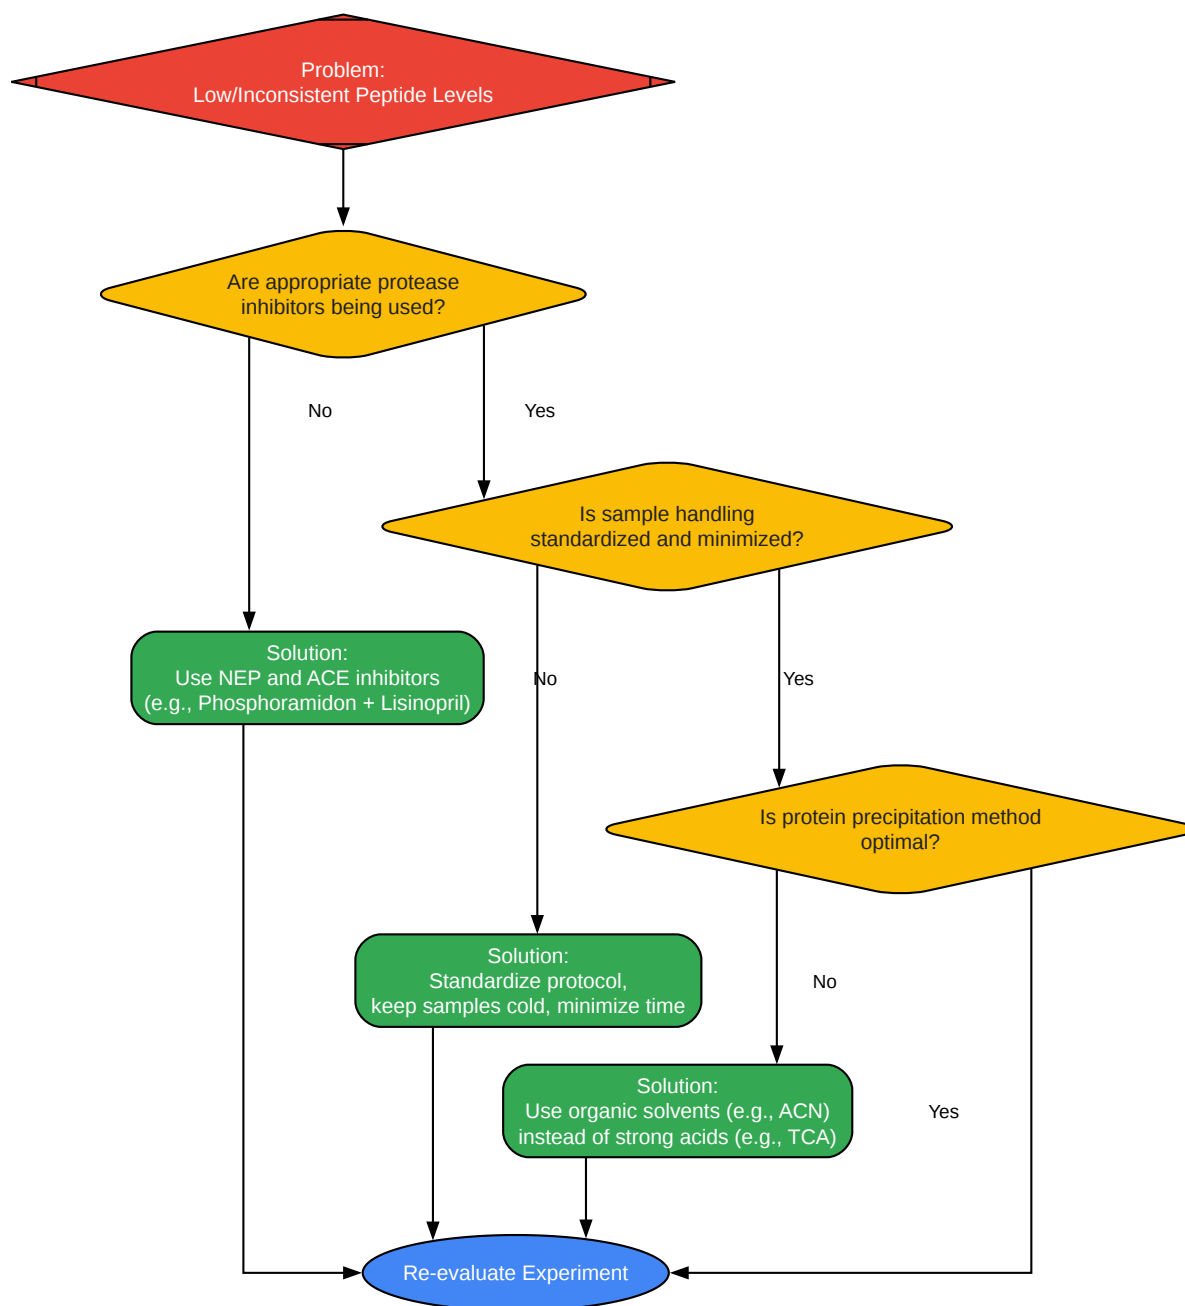 Problem:
Low/Inconsistent Peptide Levels
Are appropriate protease
inhibitors being used?
No
Yes
Is sample handling
standardized and minimized?
Solution:
Use NEP and ACE inhibitors
(e.g., Phosphoramidon + Lisinopril)
No
Yes
Is protein precipitation method
optimal?
Solution:
Standardize protocol,
keep samples cold, minimize time
No
Solution:
Use organic solvents (e.g., ACN)
instead of strong acids (e.g., TCA)
Yes
Re-evaluate Experiment